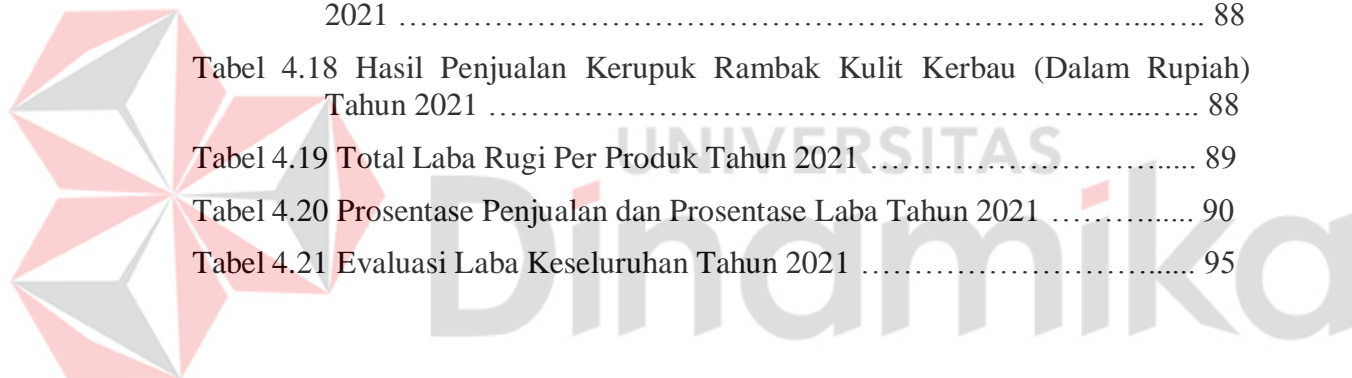 2021 …………………………………………………………………...….. 88
Tabel 4.18 Hasil Penjualan Kerupuk Rambak Kulit Kerbau (Dalam Rupiah)
Tahun 2021 …………………………………………………………...….. 88
UNIVERSITAS
Tabel 4.19 Total Laba Rugi Per Produk Tahun 2021 …………………………..... 89
Tabel 4.20 Prosentase Penjualan dan Prosentase Laba Tahun 2021 ………...... 90
Dinamika
Tabel 4.21 Evaluasi Laba Keseluruhan Tahun 2021 ………………………...... 95